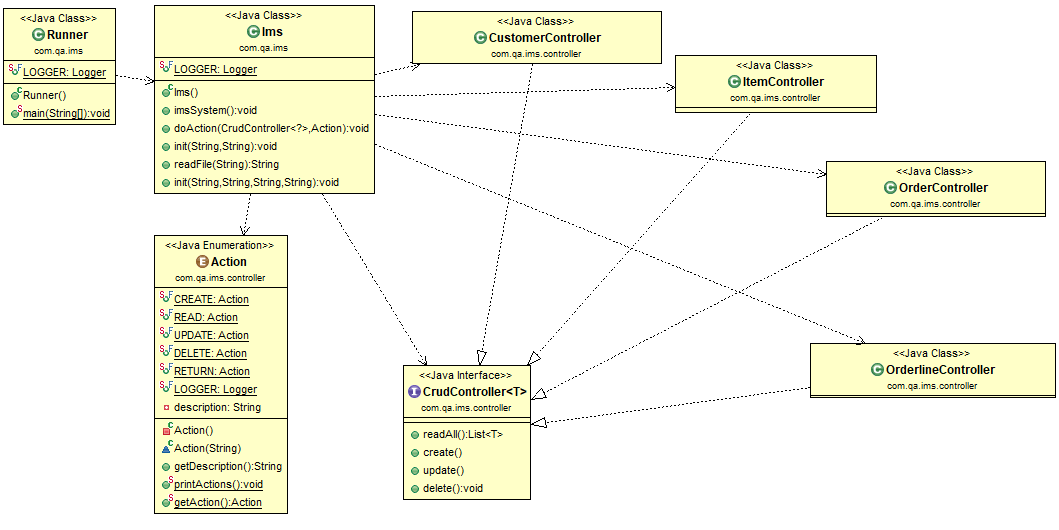 <<Java Class>>
Runner
com.qa.ims
LOGGER: Logger
Runner()
main(String[]):void
<<Java Class>>
Ims
com.qa.ims
LOGGER: Logger
Ims()
imsSystem():void
doAction(CrudController<?>,Action):void
init(String,String):void
readFile(String):String
init(String,String,String,String):void
<<Java Class>>
CustomerController
com.qa.ims.controller
<<Java Class>>
ItemController
com.qa.ims.controller
<<Java Class>>
OrderController
com.qa.ims.controller
<<Java Class>>
OrderlineController
com.qa.ims.controller
<<Java Enumeration>>
Action
com.qa.ims.controller
CREATE: Action
READ: Action
UPDATE: Action
DELETE: Action
RETURN: Action
LOGGER: Logger
description: String
Action()
Action(String)
getDescription():String
printActions():void
getAction():Action
<<Java Interface>>
CrudController<T>
com.qa.ims.controller
readAll():List<T>
create()
update()
delete():void